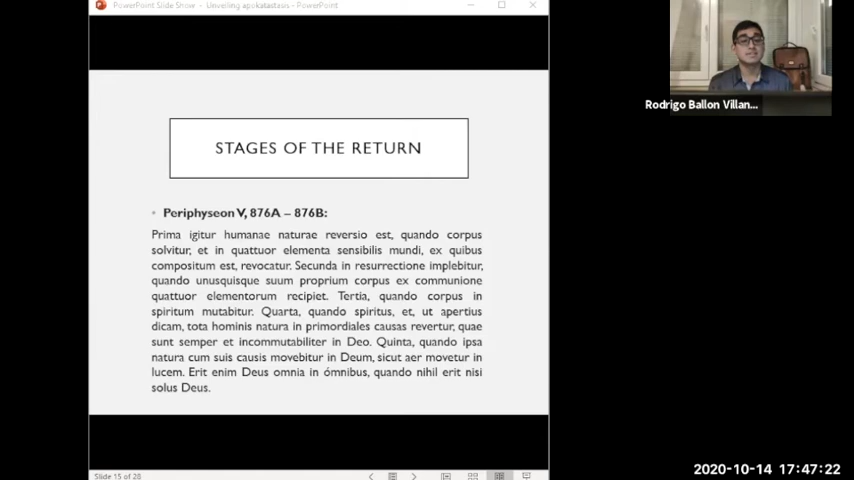 PowerPoint Slide Show - Unveiling apokatastasis - PowerPoint
Rodrigo Ballon Villan...
STAGES OF THE RETURN
• Periphyseon V, 876A – 876B:
Prima igitur humanae naturae reversio est, quando corpus
solvitur, et in quattuor elementa sensibilis mundi, ex quibus
compositum est, revocatur. Secunda in resurrectione implebitur,
quando unusquisque suum proprium corpus ex communione
quattuor elementorum recipiet. Tertia, quando corpus in
spiritum mutabitur. Quarta, quando spiritus, et, ut apertius
dicam, tota hominis natura in primordiales causas revertur, quae
sunt semper et incommutabiliter in Deo. Quinta, quando ipsa
natura cum suis causis movebitur in Deum, sicut aer movetur in
lucem. Erit enim Deus omnia in ómnibus, quando nihil erit nisi
solus Deus.
Slide 15 of 28
2020-10-14 17:47:22